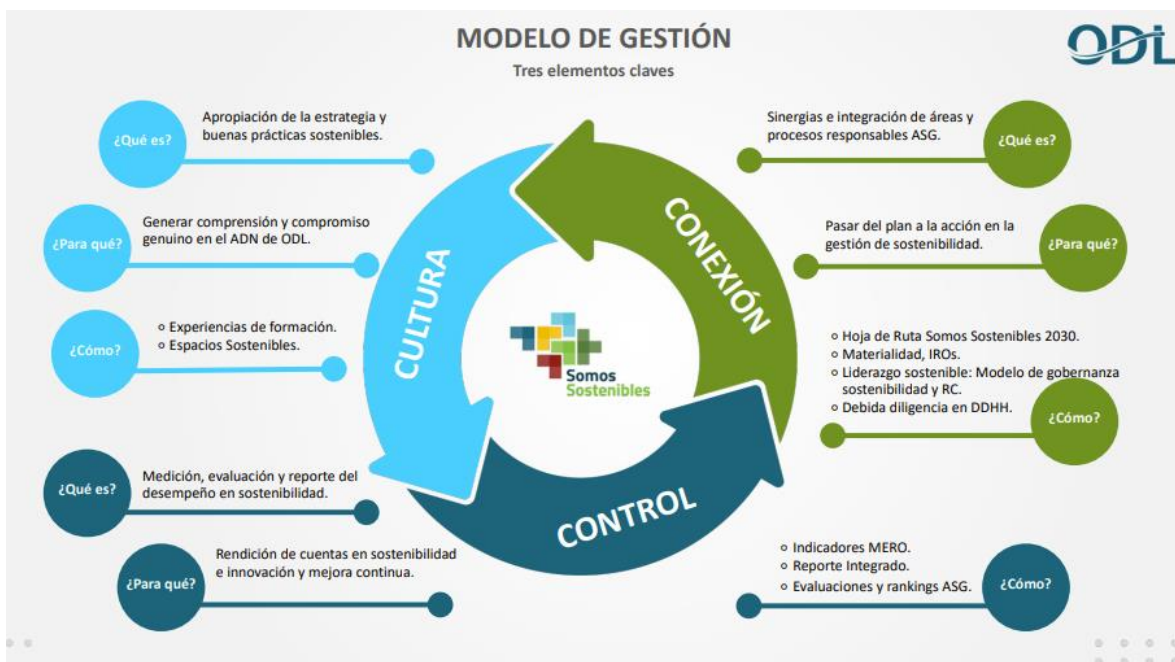 MODELO DE GESTIÓN
Tres elementos claves
ODL
¿Qué es?
Apropiación de la estrategia y
buenas prácticas sostenibles.
¿Para qué?
Generar comprensión y compromiso
genuino en el ADN de ODL.
¿Cómo?
Experiencias de formación.
Espacios Sostenibles.
CULTURA
Sinergias e integración de áreas y
procesos responsables ASG.
¿Qué es?
Pasar del plan a la acción en la
gestión de sostenibilidad.
¿Para qué?
Hoja de Ruta Somos Sostenibles 2030.
Materialidad, IROs.
Liderazgo sostenible: Modelo de gobernanza
sostenibilidad y RC.
Debida diligencia en DDHH.
¿Cómo?
CONEXIÓN
Somos
Sostenibles
¿Qué es?
Medición, evaluación y reporte del
desempeño en sostenibilidad.
¿Para qué?
Rendición de cuentas en sostenibilidad
e innovación y mejora continua.
CONTROL
Indicadores MERO.
Reporte Integrado.
Evaluaciones y rankings ASG.
¿Cómo?